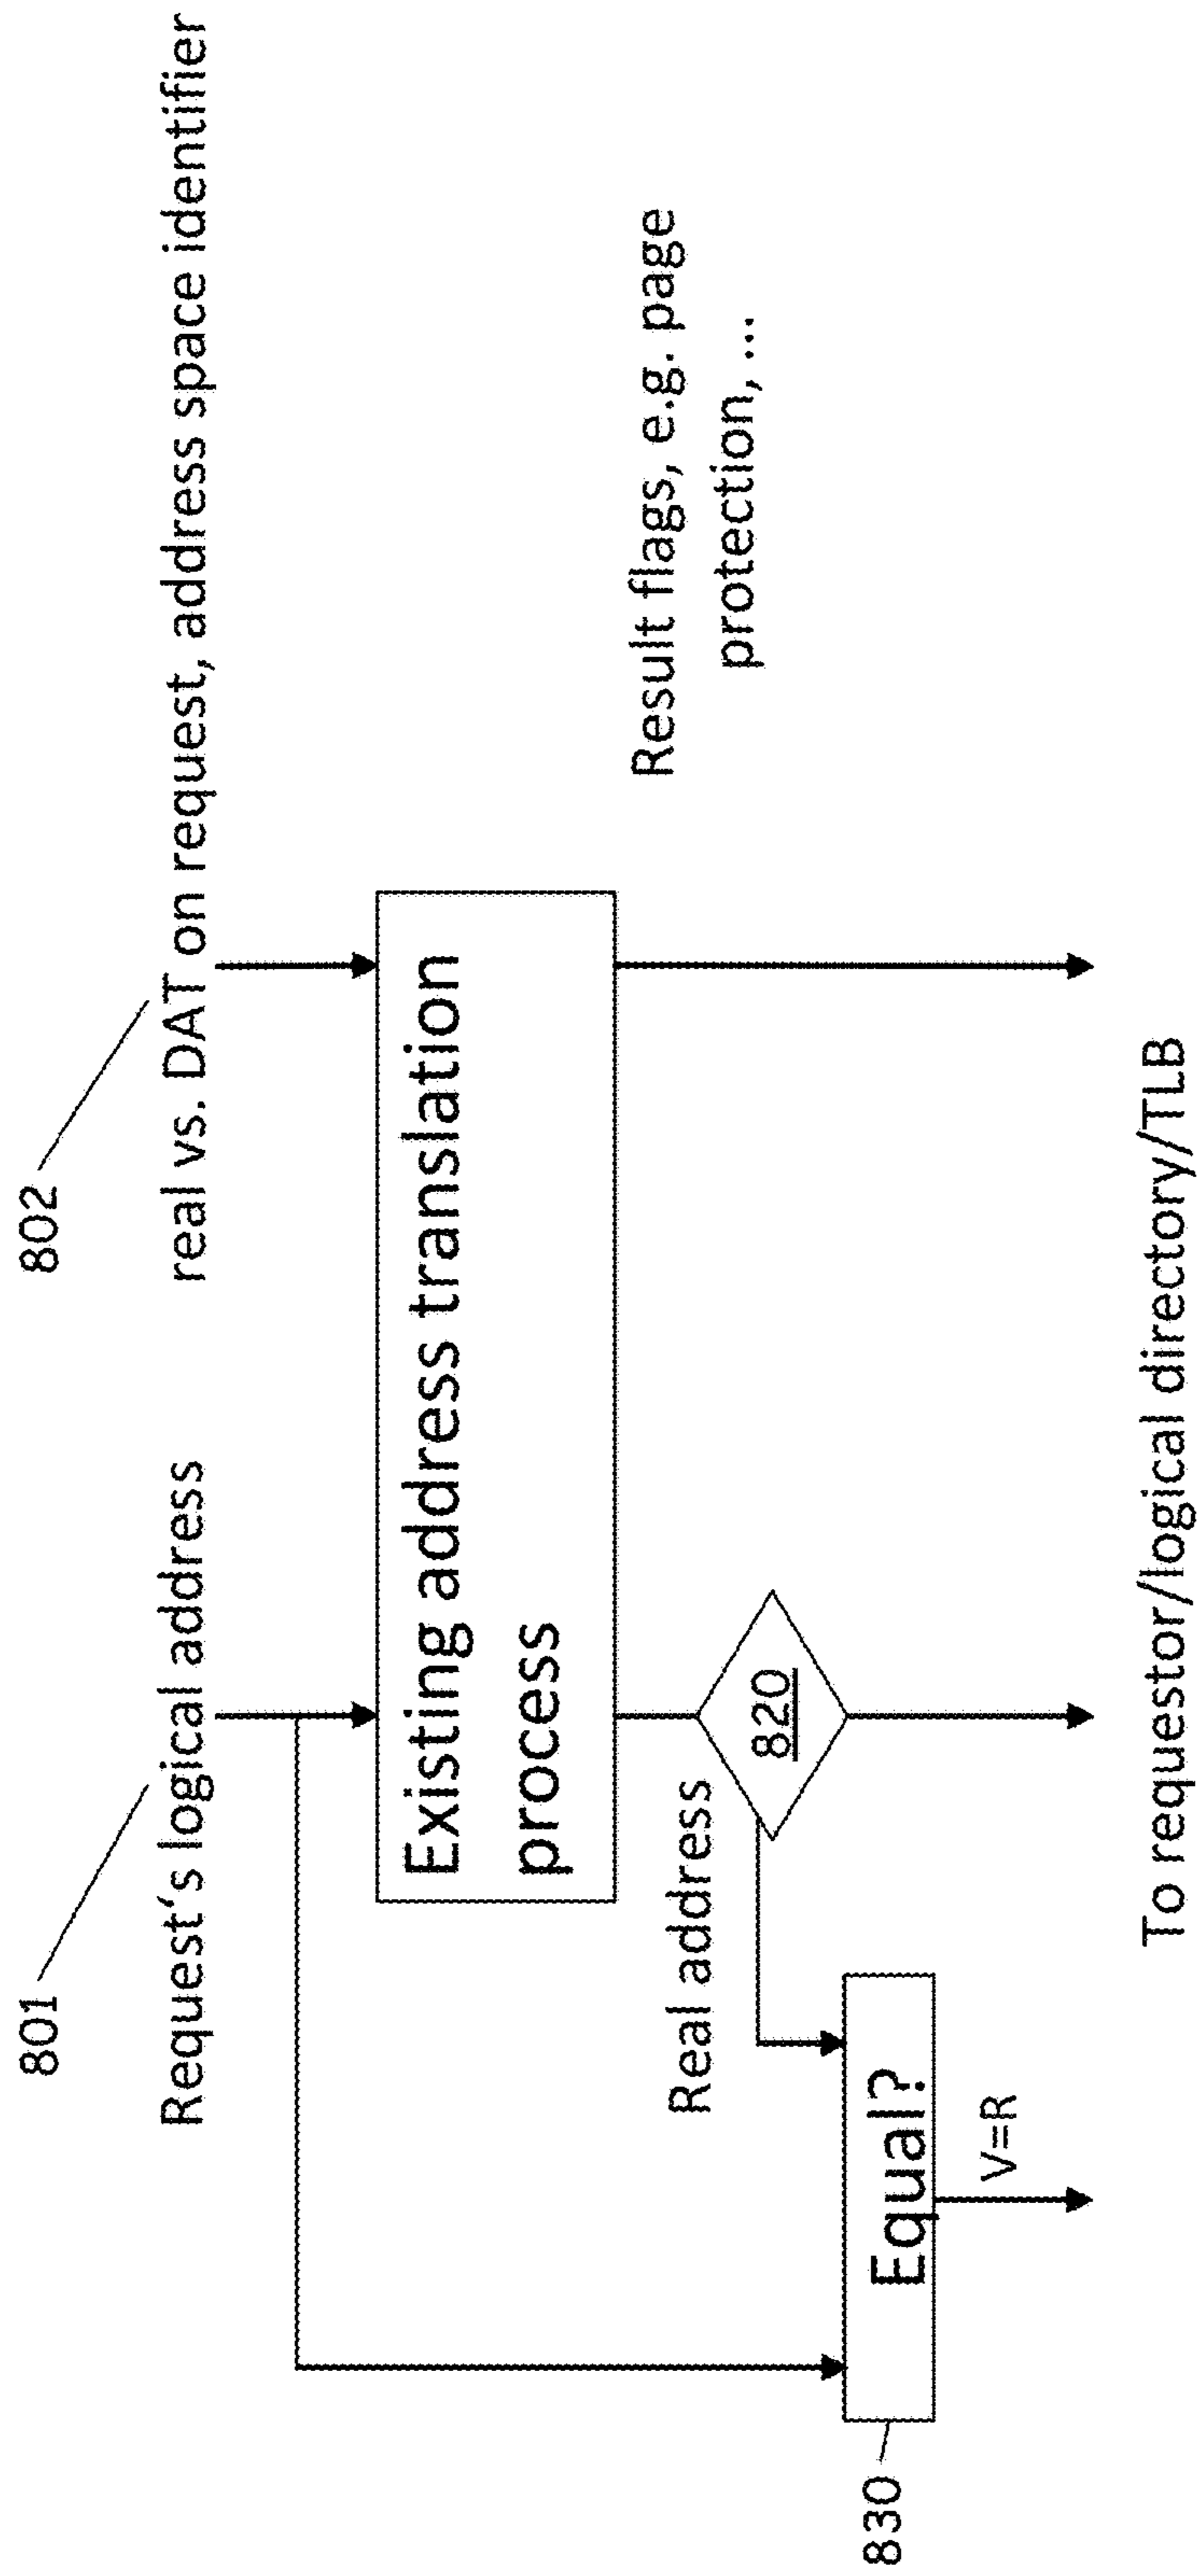 801
802
Request‘s logical address
real vs. DAT on request, address space identifier
Existing address translation
process
Real address
820
Result flags, e.g. page
protection, ...
830
Equal?
V=R
To requestor/logical directory/TLB